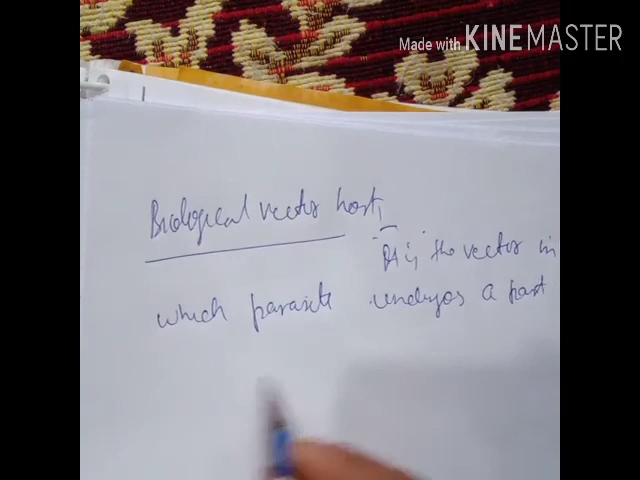 Made with KINEMASTER
Biological vector host,
It is the vector in
which parasite undergoes a part